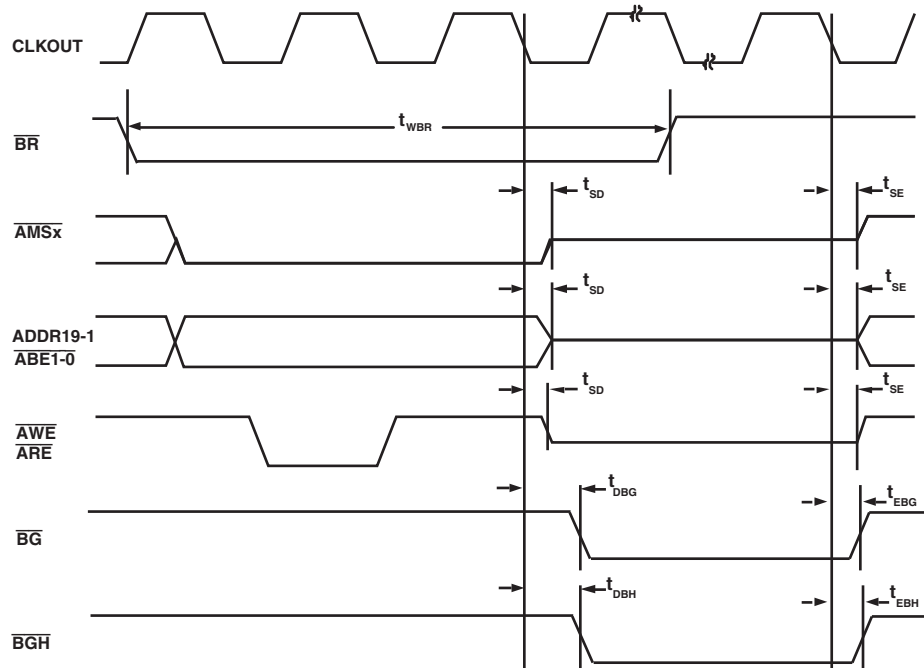 CLKOUT
BR
tWBR
tSD
tSE
AMSx
tSD
tSE
ADDR19-1
ABE1-0
tSD
tSE
AWE
ARE
tDBG
tEBG
BG
tDBH
tEBH
BGH